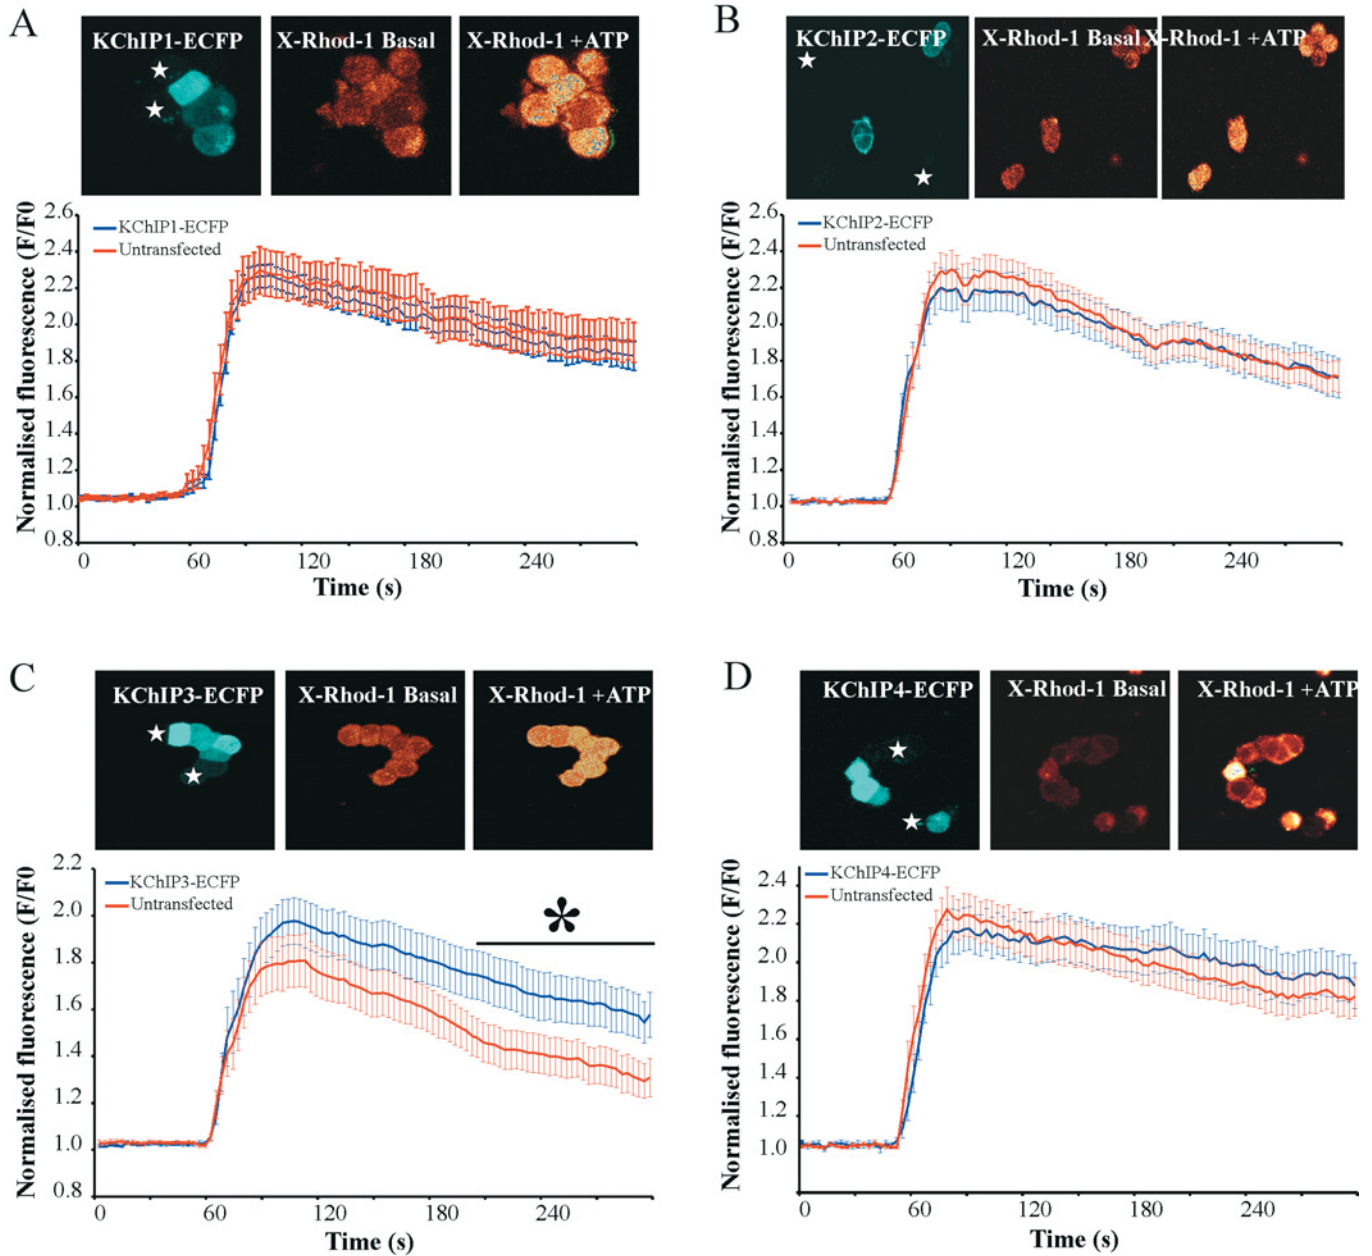 A
KChIP1-ECFP
X-Rhod-1 Basal
X-Rhod-1 +ATP
Normalised fluorescence (F/F0
2.6
2.4
2.2
2.0
1.8
1.6
1.4
1.2
1.0
0.8
KChIP1-ECFP
Untransfected
0 60 120 180 240
Time (s)
B
KChIP2-ECFP
X-Rhod-1 Basal
X-Rhod-1 +ATP
Normalised fluorescence (F/F0
2.6
2.4
2.2
2.0
1.8
1.6
1.4
1.2
1.0
0.8
KChIP2-ECFP
Untransfected
0 60 120 180 240
Time (s)
C
KChIP3-ECFP
X-Rhod-1 Basal
X-Rhod-1 +ATP
Normalised fluorescence (F/F0
2.2
2.0
1.8
1.6
1.4
1.2
1.0
0.8
KChIP3-ECFP
Untransfected
*
0 60 120 180 240
Time (s)
D
KChIP4-ECFP
X-Rhod-1 Basal
X-Rhod-1 +ATP
Normalised fluorescence (F/F0
2.4
2.2
2.0
1.8
1.6
1.4
1.2
1.0
KChIP4-ECFP
Untransfected
0 60 120 180 240
Time (s)